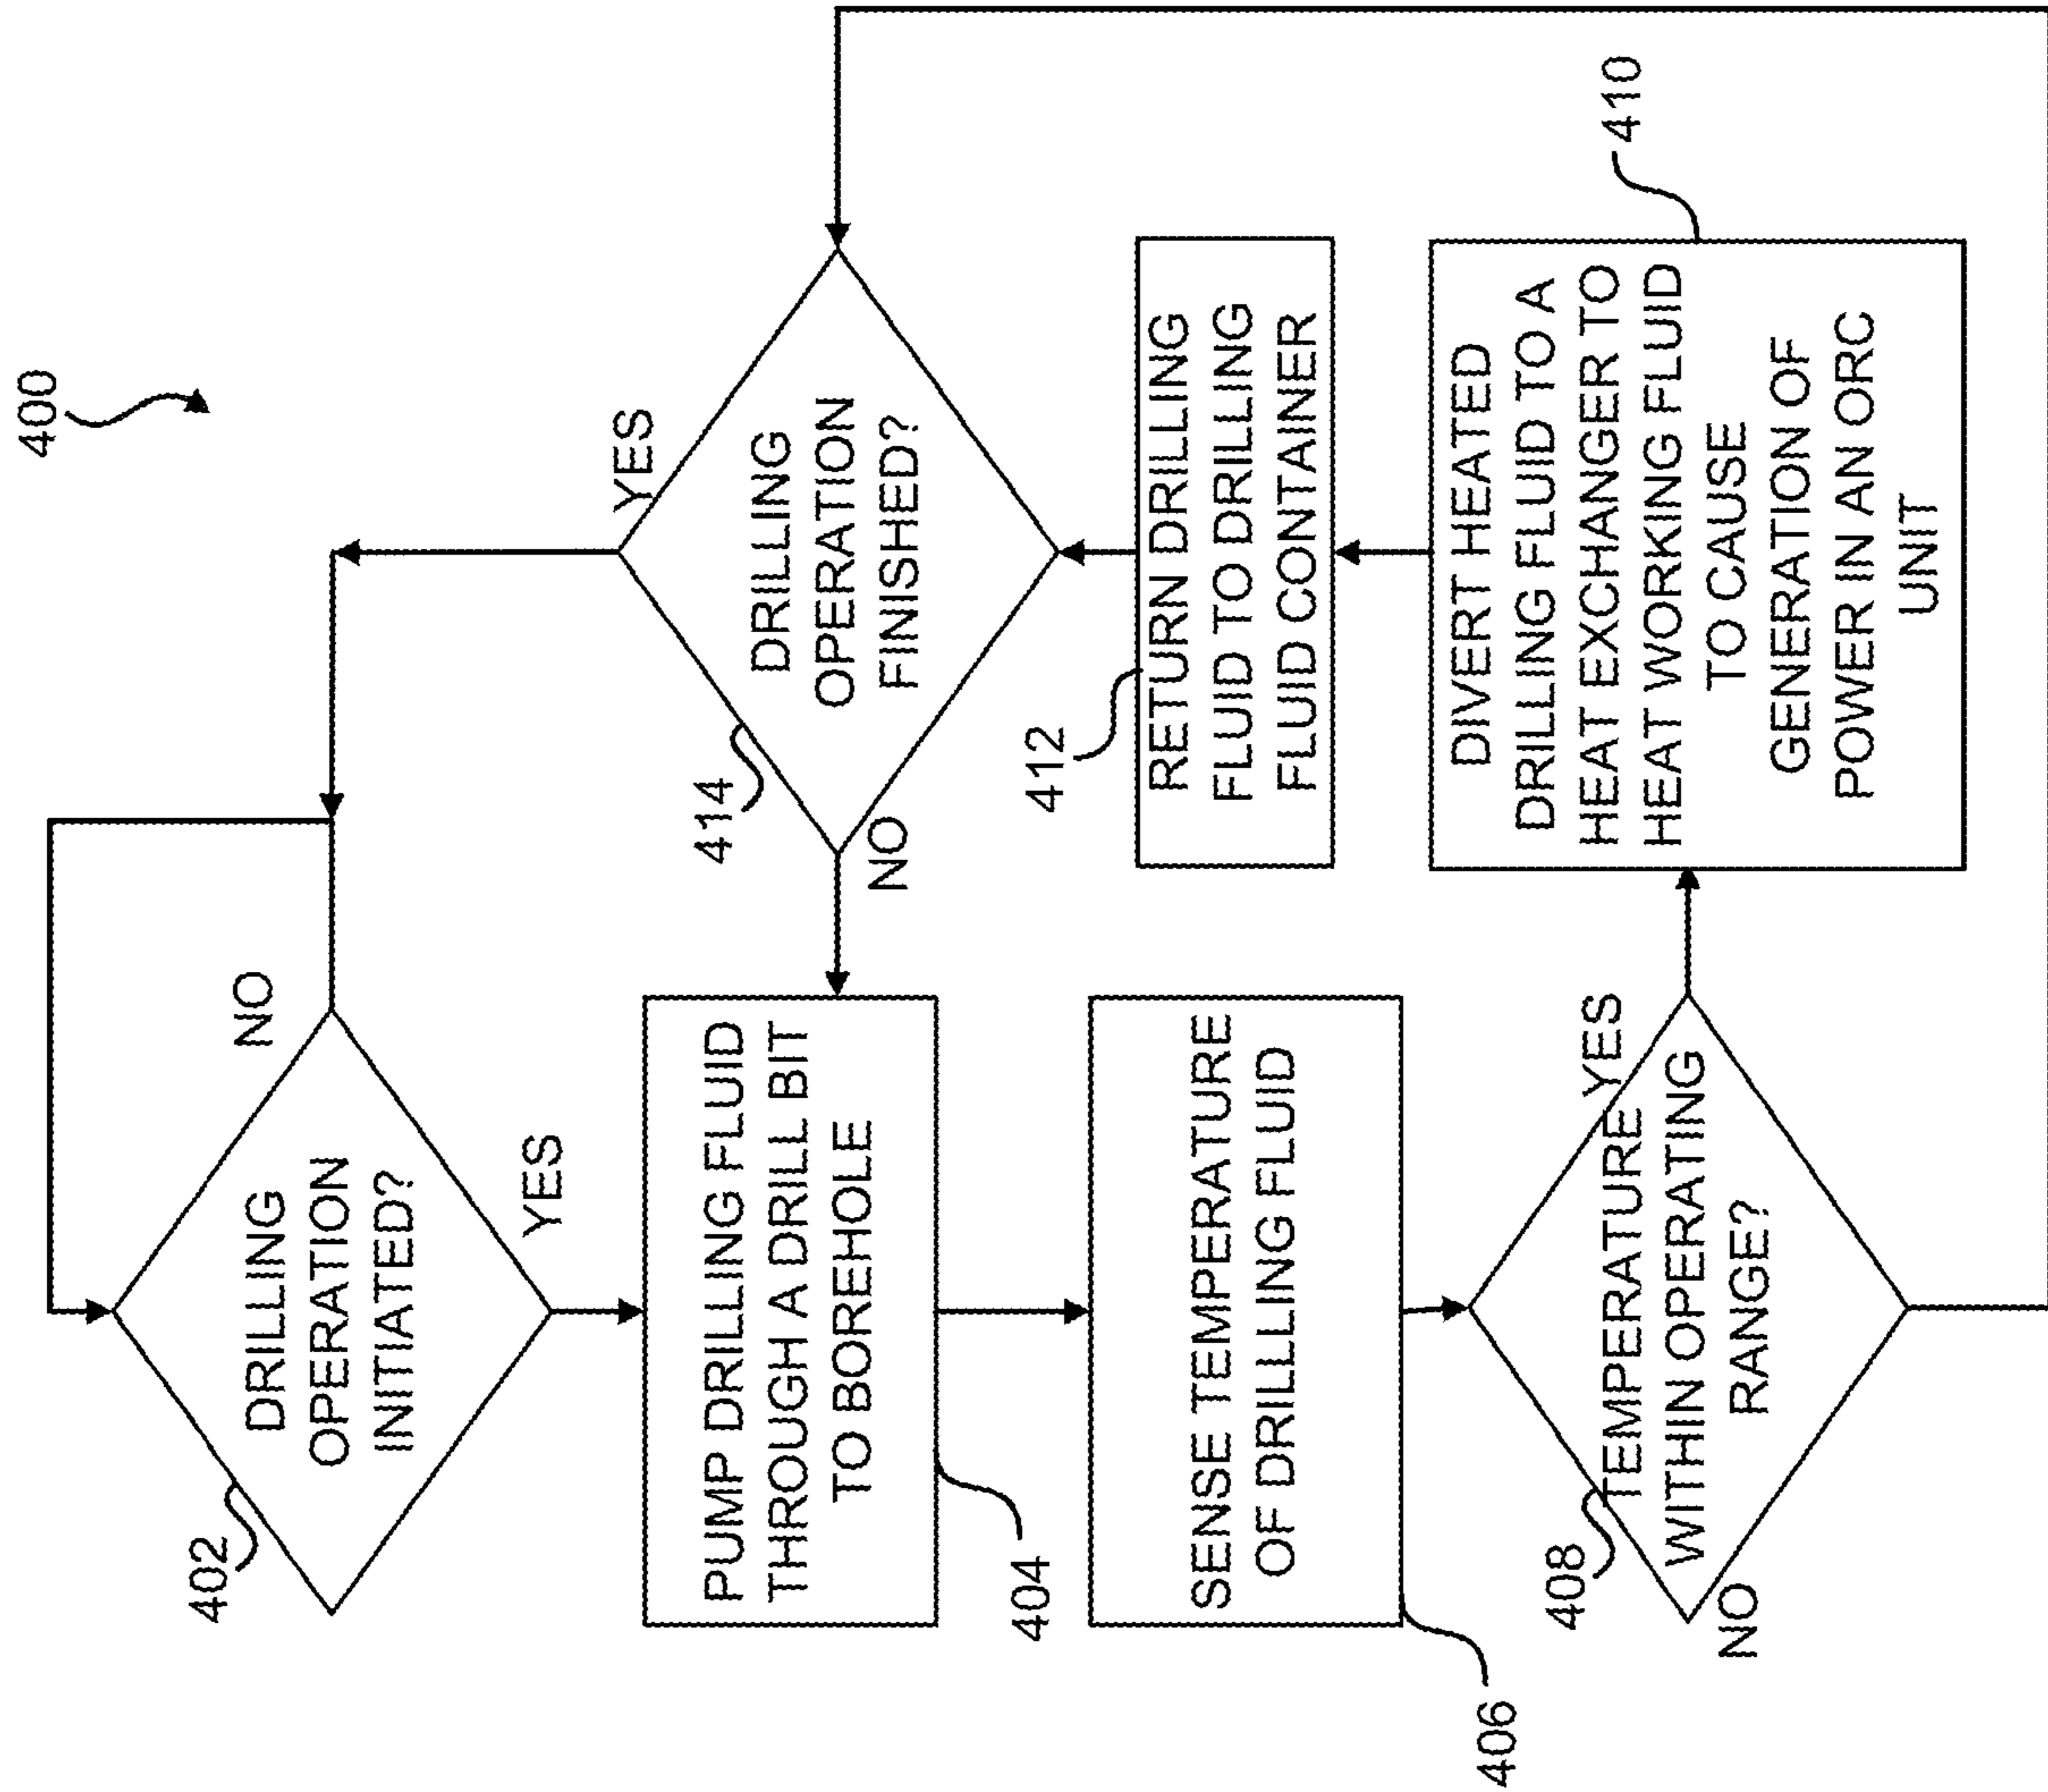 400
402
DRILLING
OPERATION
INITIATED?
NO
YES
PUMP DRILLING FLUID
THROUGH A DRILL BIT
TO BOREHOLE
404
SENSE TEMPERATURE
OF DRILLING FLUID
406
408
TEMPERATURE
WITHIN OPERATING
RANGE?
YES
NO
DIVERT HEATED
DRILLING FLUID TO A
HEAT EXCHANGER TO
HEAT WORKING FLUID
TO CAUSE
GENERATION OF
POWER IN AN ORC
UNIT
410
412
RETURN DRILLING
FLUID TO DRILLING
FLUID CONTAINER
414
DRILLING
OPERATION
FINISHED?
YES
NO